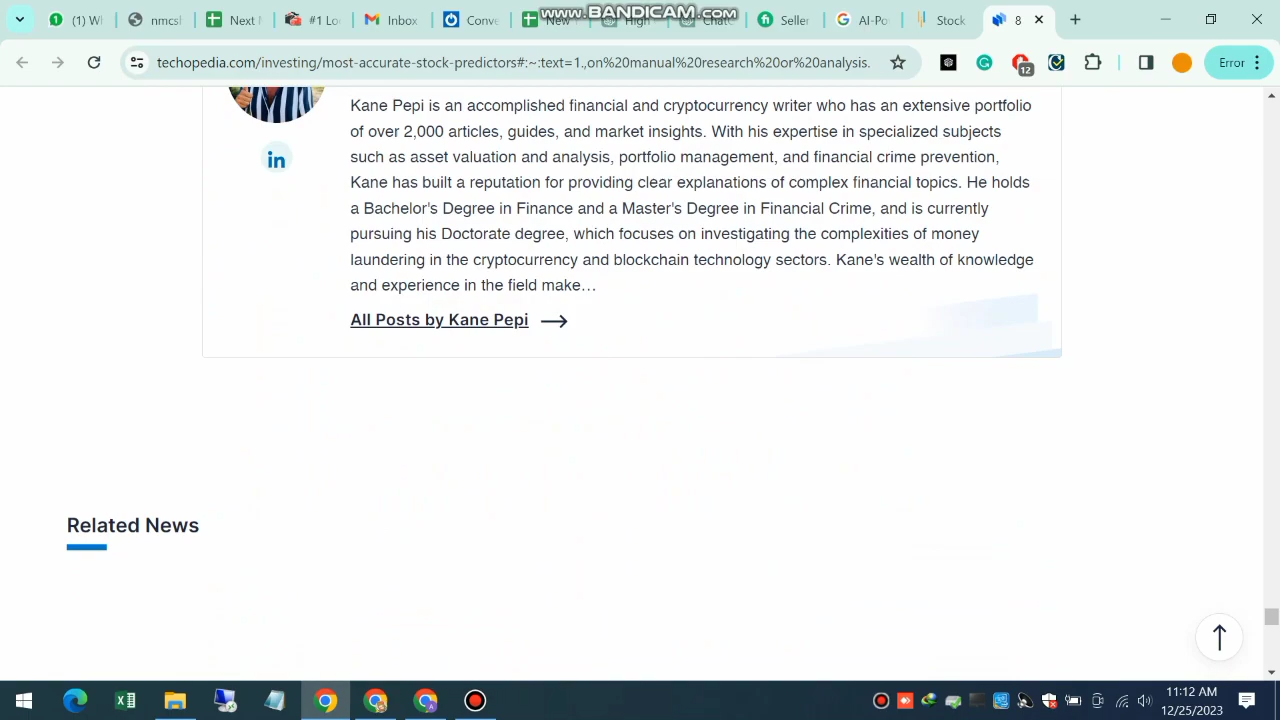 (1) Wl
nmcsl
Next
#1 Lo
Inbox
Conve
New
High
Chat
Seller
AI-Po
Stock
8
www.BANDICAM.com
techopedia.com/investing/most-accurate-stock-predictors#:~:text=1.,on%20manual%20research%20or%20analysis.
12
Error
Kane Pepi is an accomplished financial and cryptocurrency writer who has an extensive portfolio
of over 2,000 articles, guides, and market insights. With his expertise in specialized subjects
such as asset valuation and analysis, portfolio management, and financial crime prevention,
Kane has built a reputation for providing clear explanations of complex financial topics. He holds
a Bachelor's Degree in Finance and a Master's Degree in Financial Crime, and is currently
pursuing his Doctorate degree, which focuses on investigating the complexities of money
laundering in the cryptocurrency and blockchain technology sectors. Kane's wealth of knowledge
and experience in the field make…
in
All Posts by Kane Pepi
Related News
11:12 AM
12/25/2023